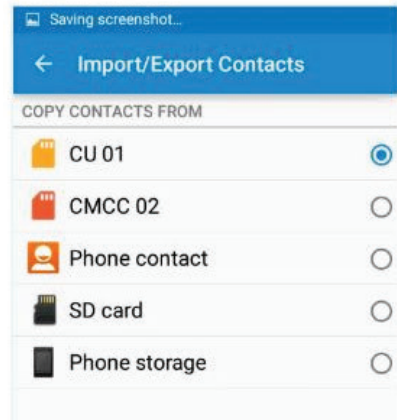 Saving screenshot...
Import/Export Contacts
COPY CONTACTS FROM
CU 01
CMCC 02
Phone contact
SD card
Phone storage